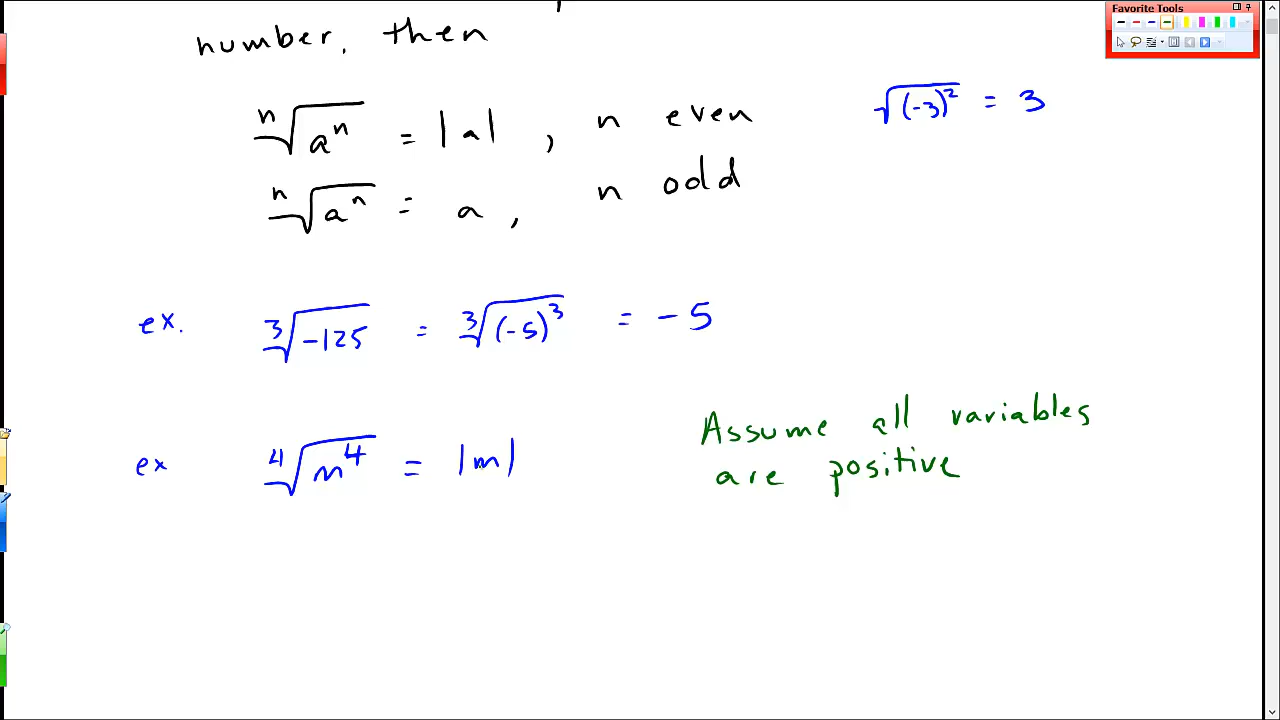 Favorite Tools
number, then
ⁿ√(aⁿ) = |a| , n even
√((-3)²) = 3
ⁿ√(aⁿ) = a , n odd
ex. ³√(-125) = ³√((-5)³) = -5
Assume all variables
are positive
ex ⁴√(m⁴) = |m|